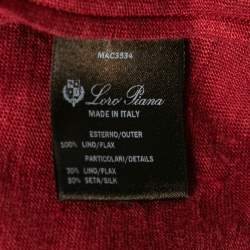 MAC3534
Loro Piana
MADE IN ITALY
ESTERNO/OUTER
100% LINO/FLAX
PARTICOLARI/DETAILS
70% LINO/FLAX
30% SETA/SILK